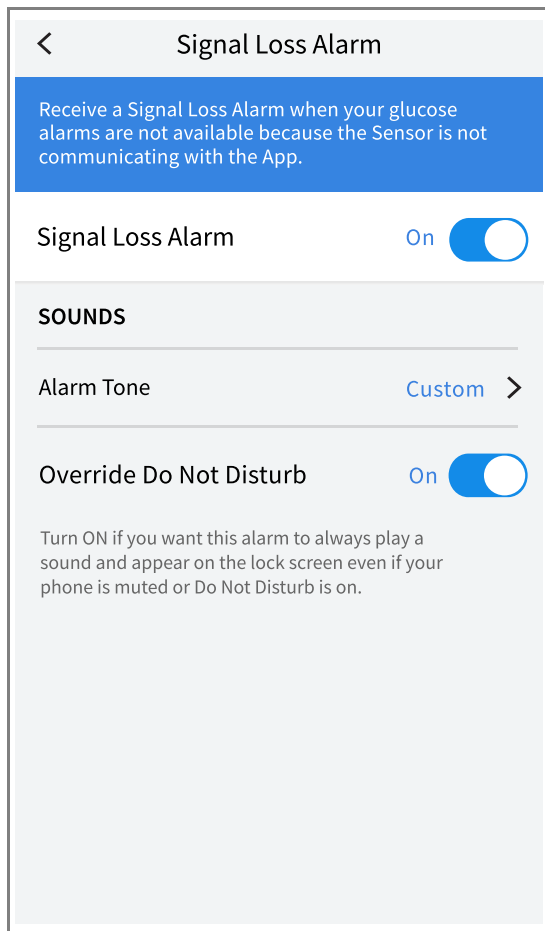 Signal Loss Alarm
Receive a Signal Loss Alarm when your glucose
alarms are not available because the Sensor is not
communicating with the App.
Signal Loss Alarm On
SOUNDS
Alarm Tone Custom
Override Do Not Disturb On
Turn ON if you want this alarm to always play a
sound and appear on the lock screen even if your
phone is muted or Do Not Disturb is on.